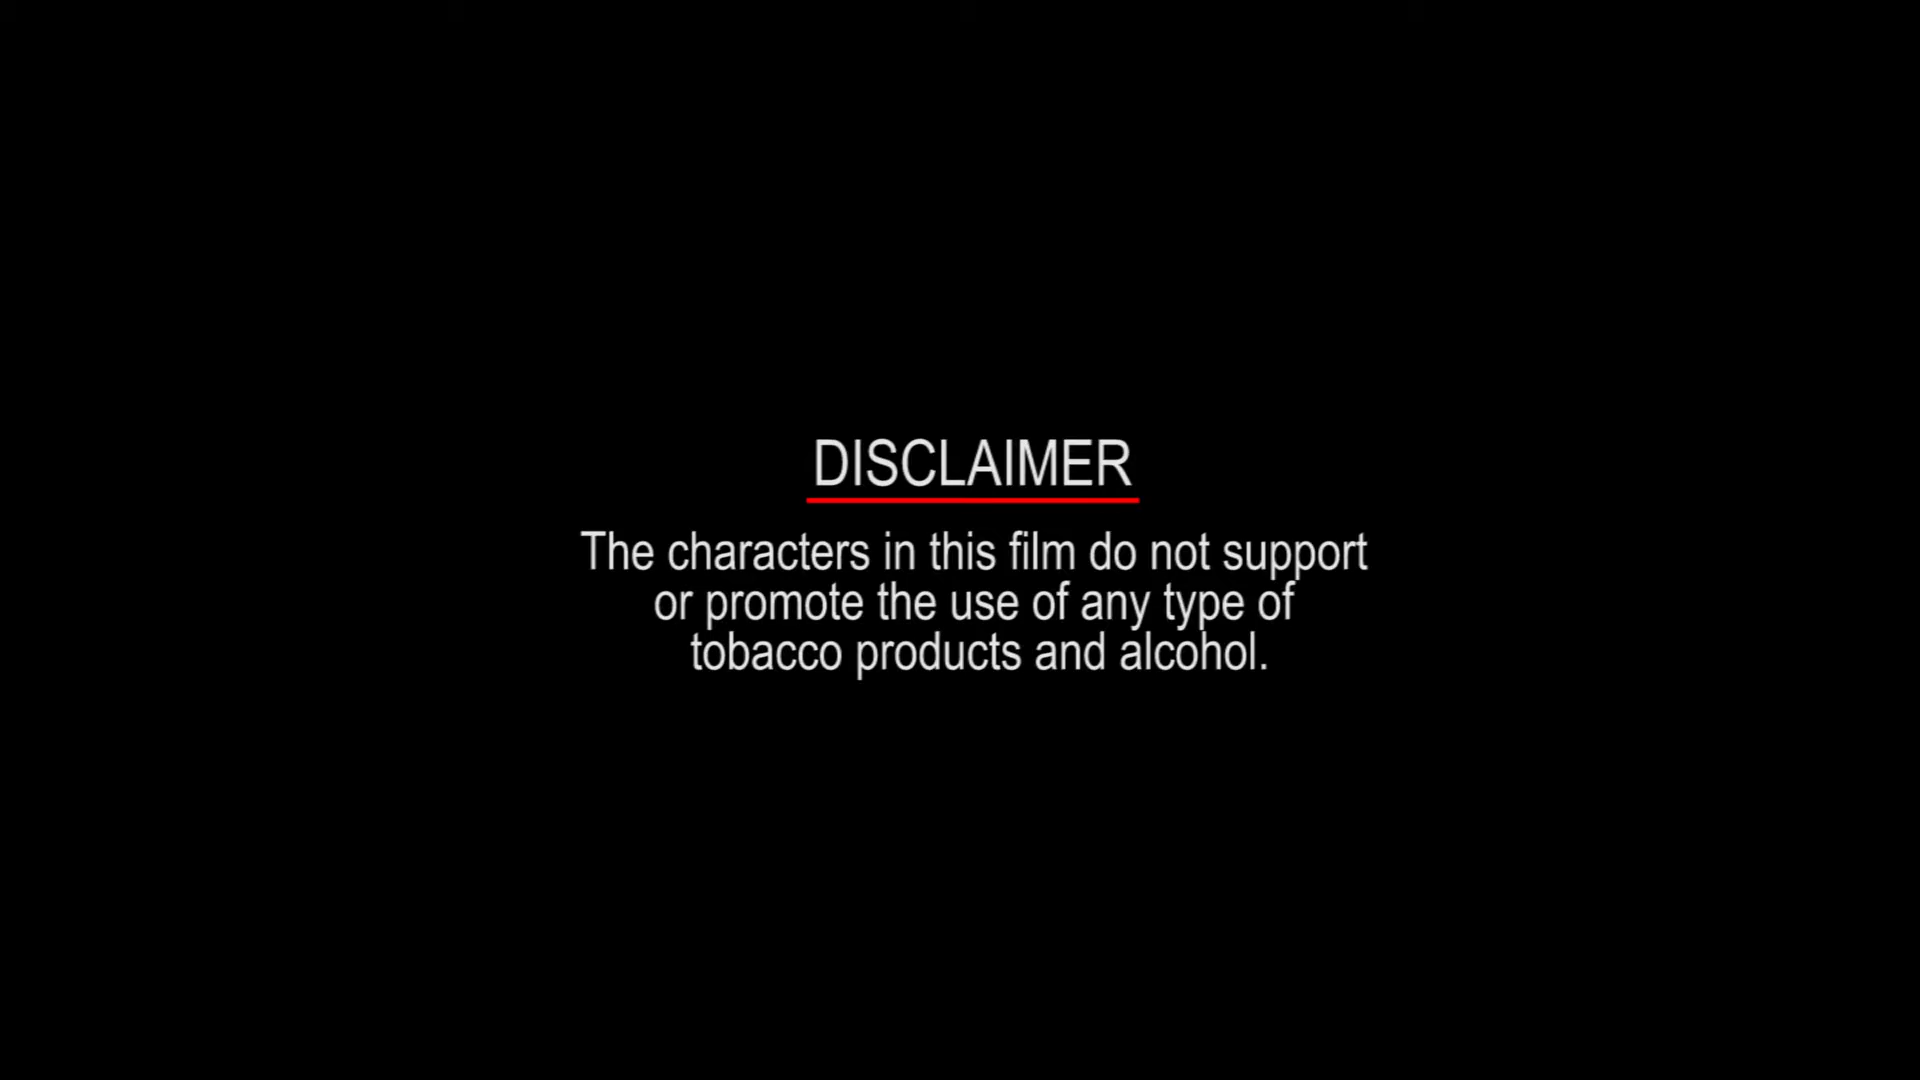 DISCLAIMER
The characters in this film do not support
or promote the use of any type of
tobacco products and alcohol.